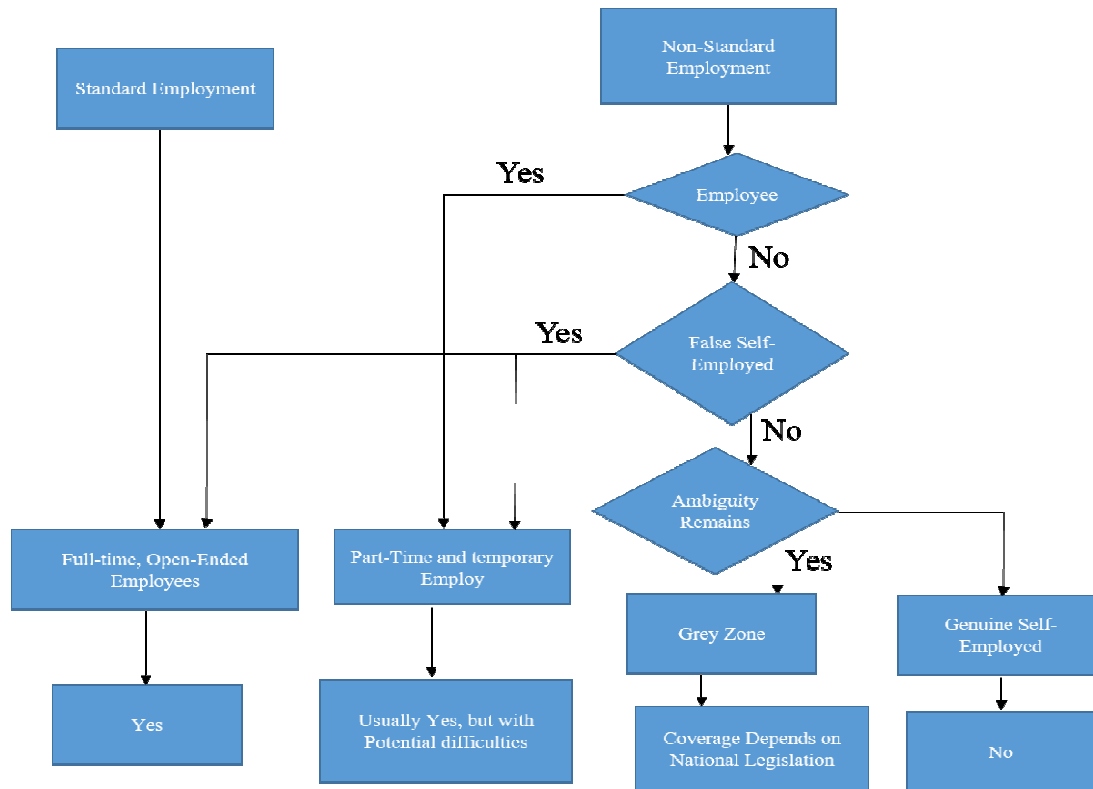 Non-Standard
Employment
Standard Employment
Yes
Employee
No
Yes
False Self-
Employed
No
Ambiguity
Remains
Yes
Full-time, Open-Ended
Employees
Part-Time and temporary
Employ
Grey Zone
Genuine Self-
Employed
Yes
Usually Yes, but with
Potential difficulties
Coverage Depends on
National Legislation
No